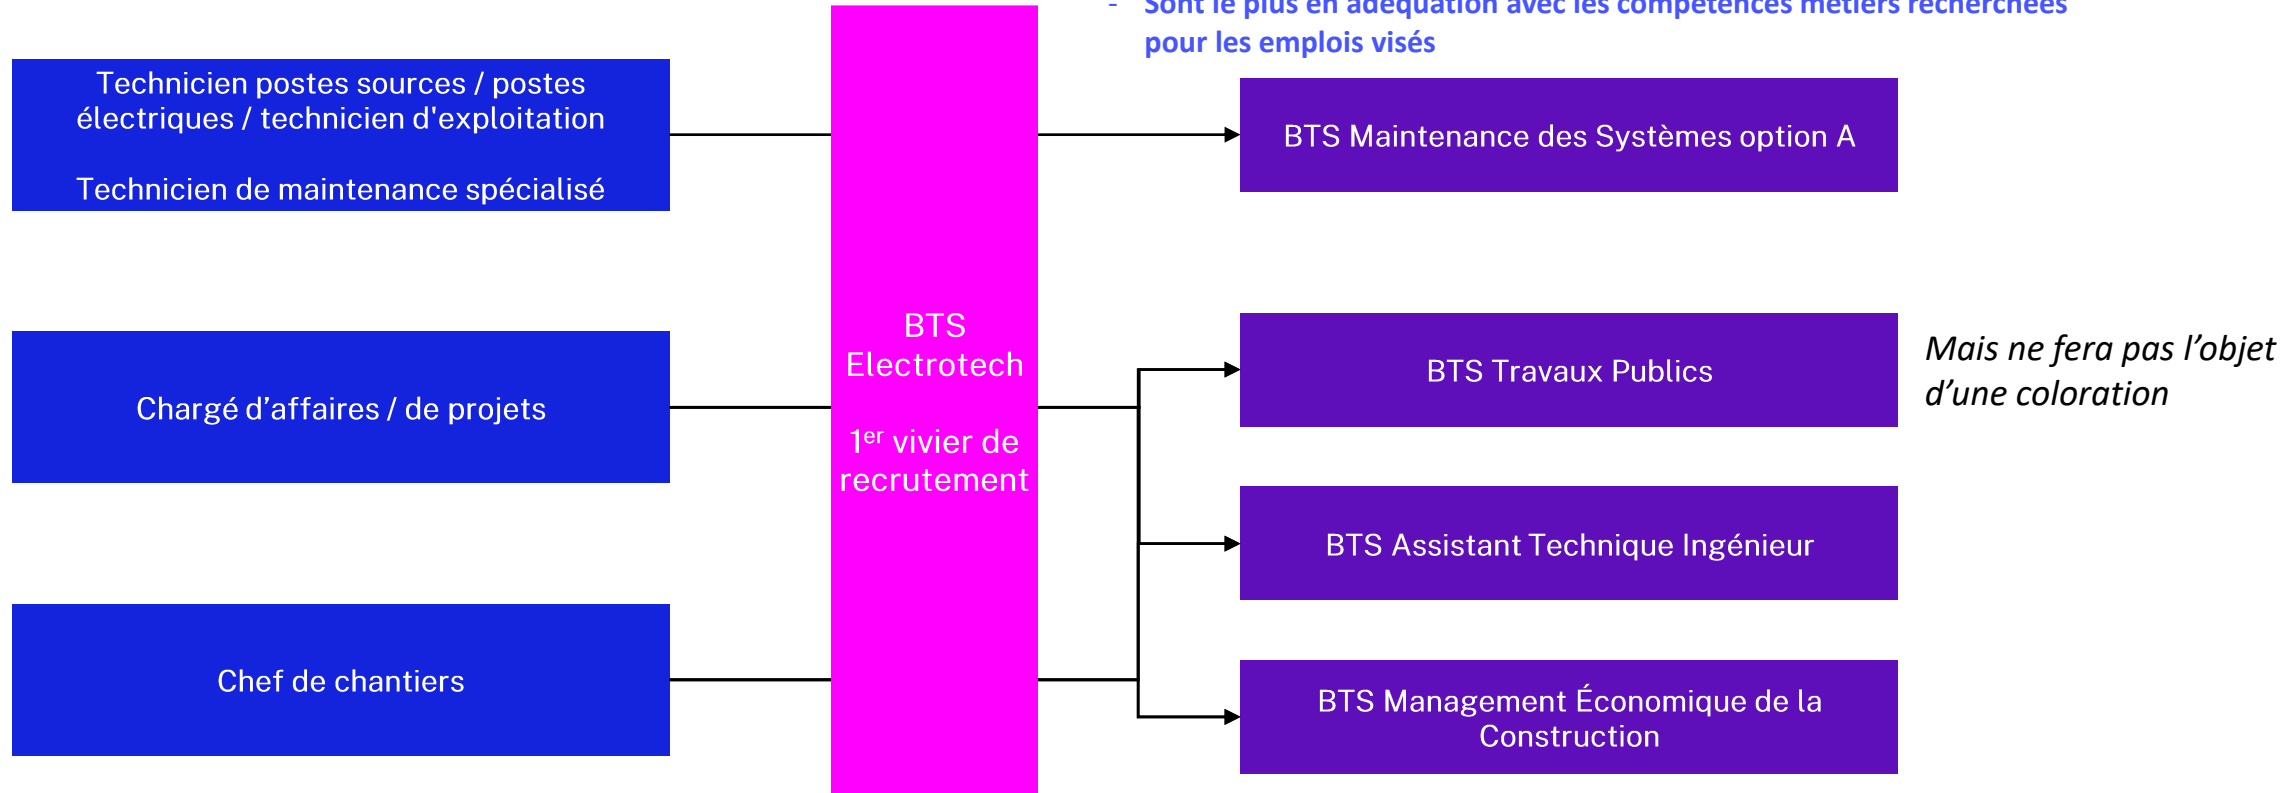 - Sont le plus en adéquation avec les compétences métiers recherchées
pour les emplois visés
Technicien postes sources / postes
électriques / technicien d'exploitation
Technicien de maintenance spécialisé
BTS Maintenance des Systèmes option A
BTS
Electrotech
1er vivier de
recrutement
Chargé d’affaires / de projets
BTS Travaux Publics
Mais ne fera pas l’objet
d’une coloration
BTS Assistant Technique Ingénieur
Chef de chantiers
BTS Management Économique de la
Construction